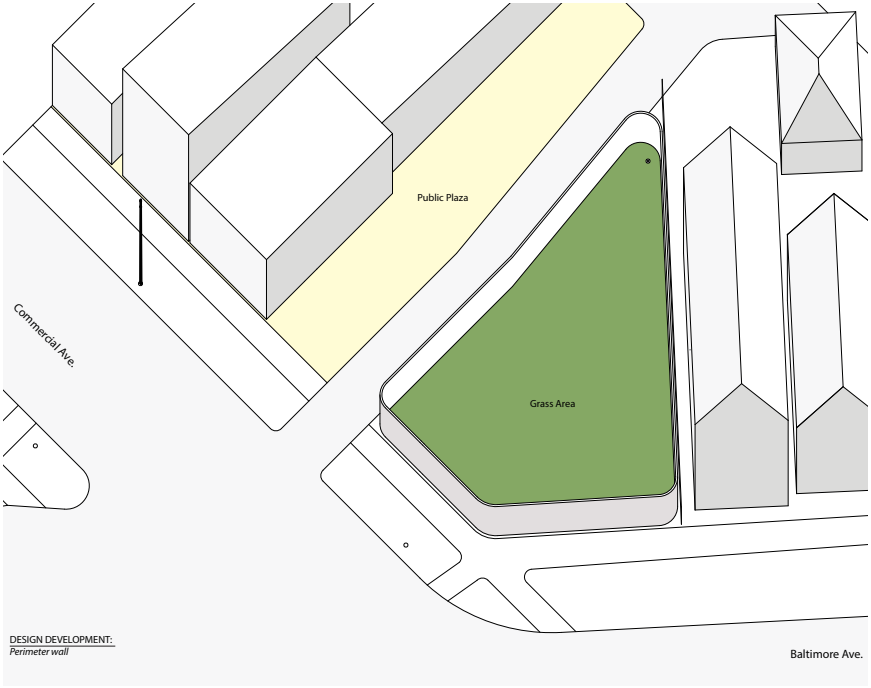 Public Plaza
Commercial Ave.
Grass Area
DESIGN DEVELOPMENT:
Perimeter wall
Baltimore Ave.